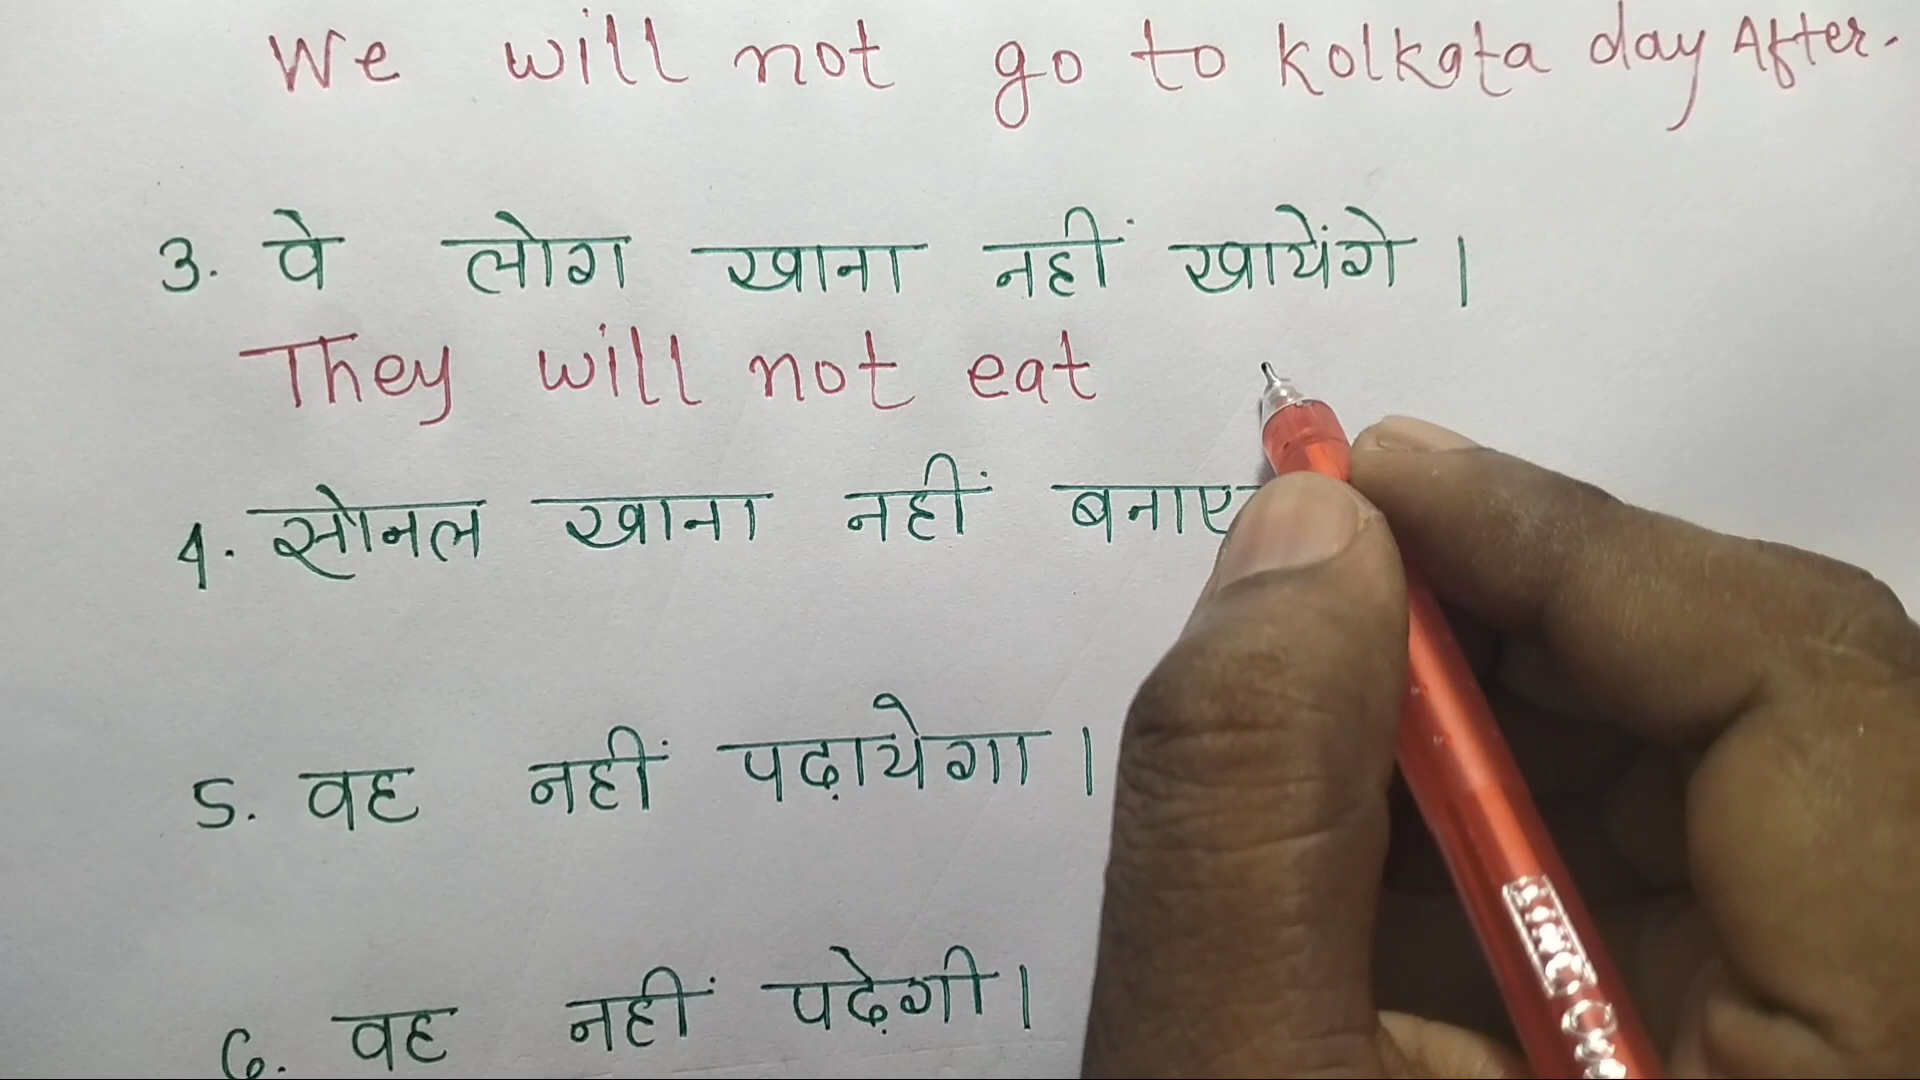 We will not go to Kolkata day After.
3. वे लोग खाना नहीं खायेंगे ।
They will not eat
4. सोनल खाना नहीं
5. वह नहीं पढ़ायेगा ।
6. वह नहीं पढ़ेगी ।